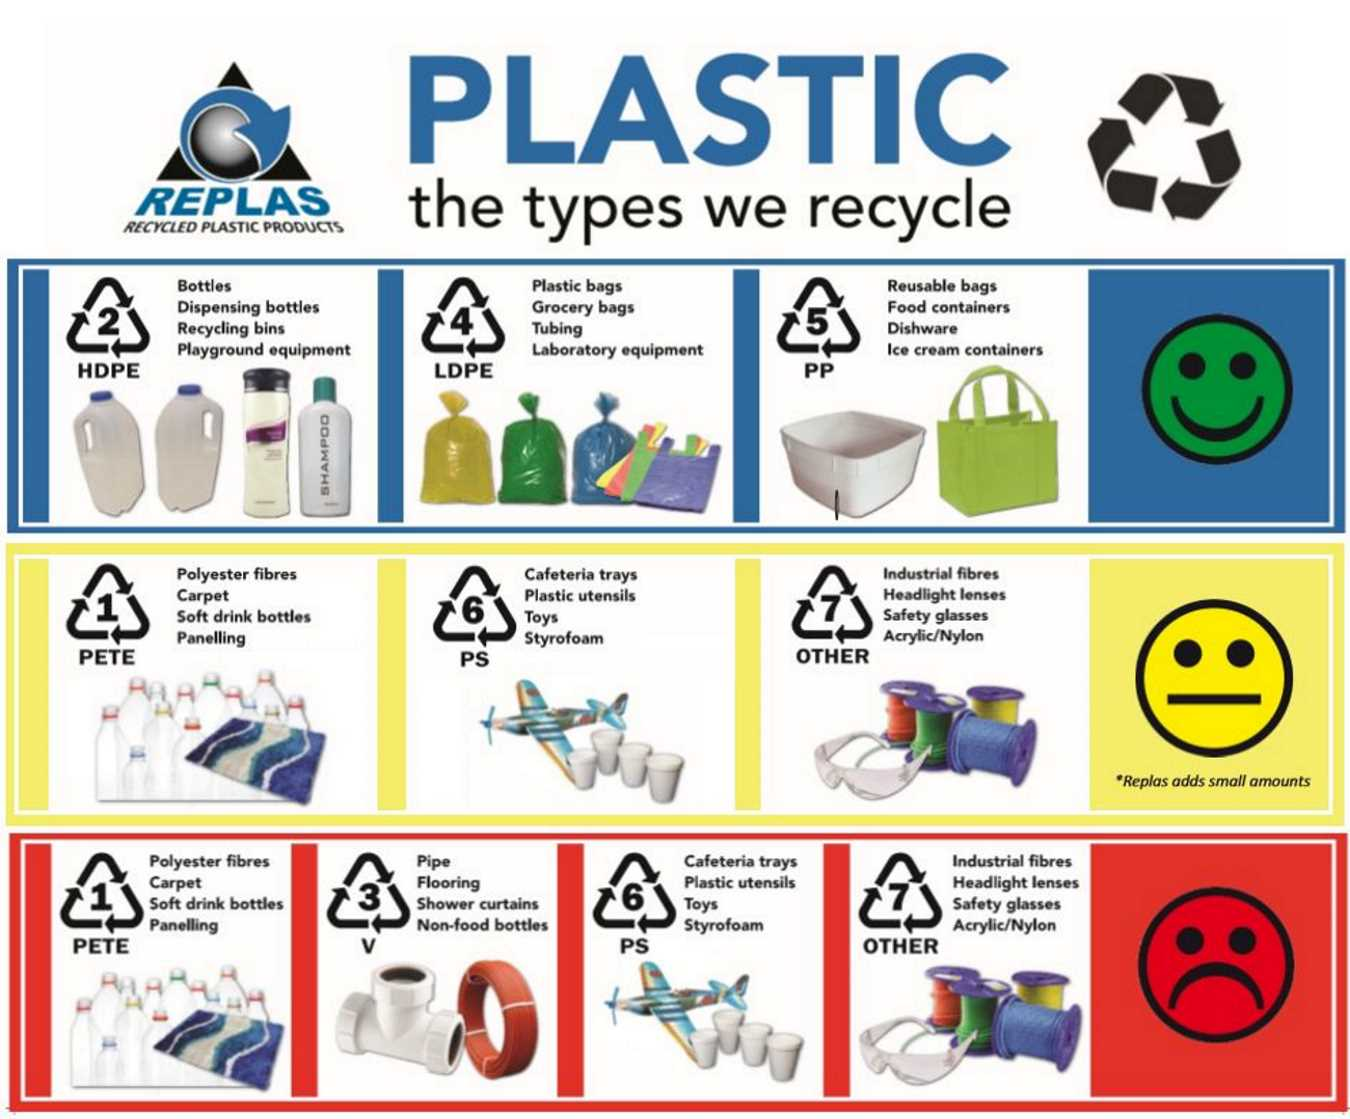 PLASTIC
the types we recycle
REPLAS
RECYCLED PLASTIC PRODUCTS
2
HDPE
Bottles
Dispensing bottles
Recycling bins
Playground equipment
SHAMPOO
4
LDPE
Plastic bags
Grocery bags
Tubing
Laboratory equipment
5
PP
Reusable bags
Food containers
Dishware
Ice cream containers
1
PETE
Polyester fibres
Carpet
Soft drink bottles
Panelling
6
PS
Cafeteria trays
Plastic utensils
Toys
Styrofoam
7
OTHER
Industrial fibres
Headlight lenses
Safety glasses
Acrylic/Nylon
*Replas adds small amounts
1
PETE
Polyester fibres
Carpet
Soft drink bottles
Panelling
3
V
Pipe
Flooring
Shower curtains
Non-food bottles
6
PS
Cafeteria trays
Plastic utensils
Toys
Styrofoam
7
OTHER
Industrial fibres
Headlight lenses
Safety glasses
Acrylic/Nylon